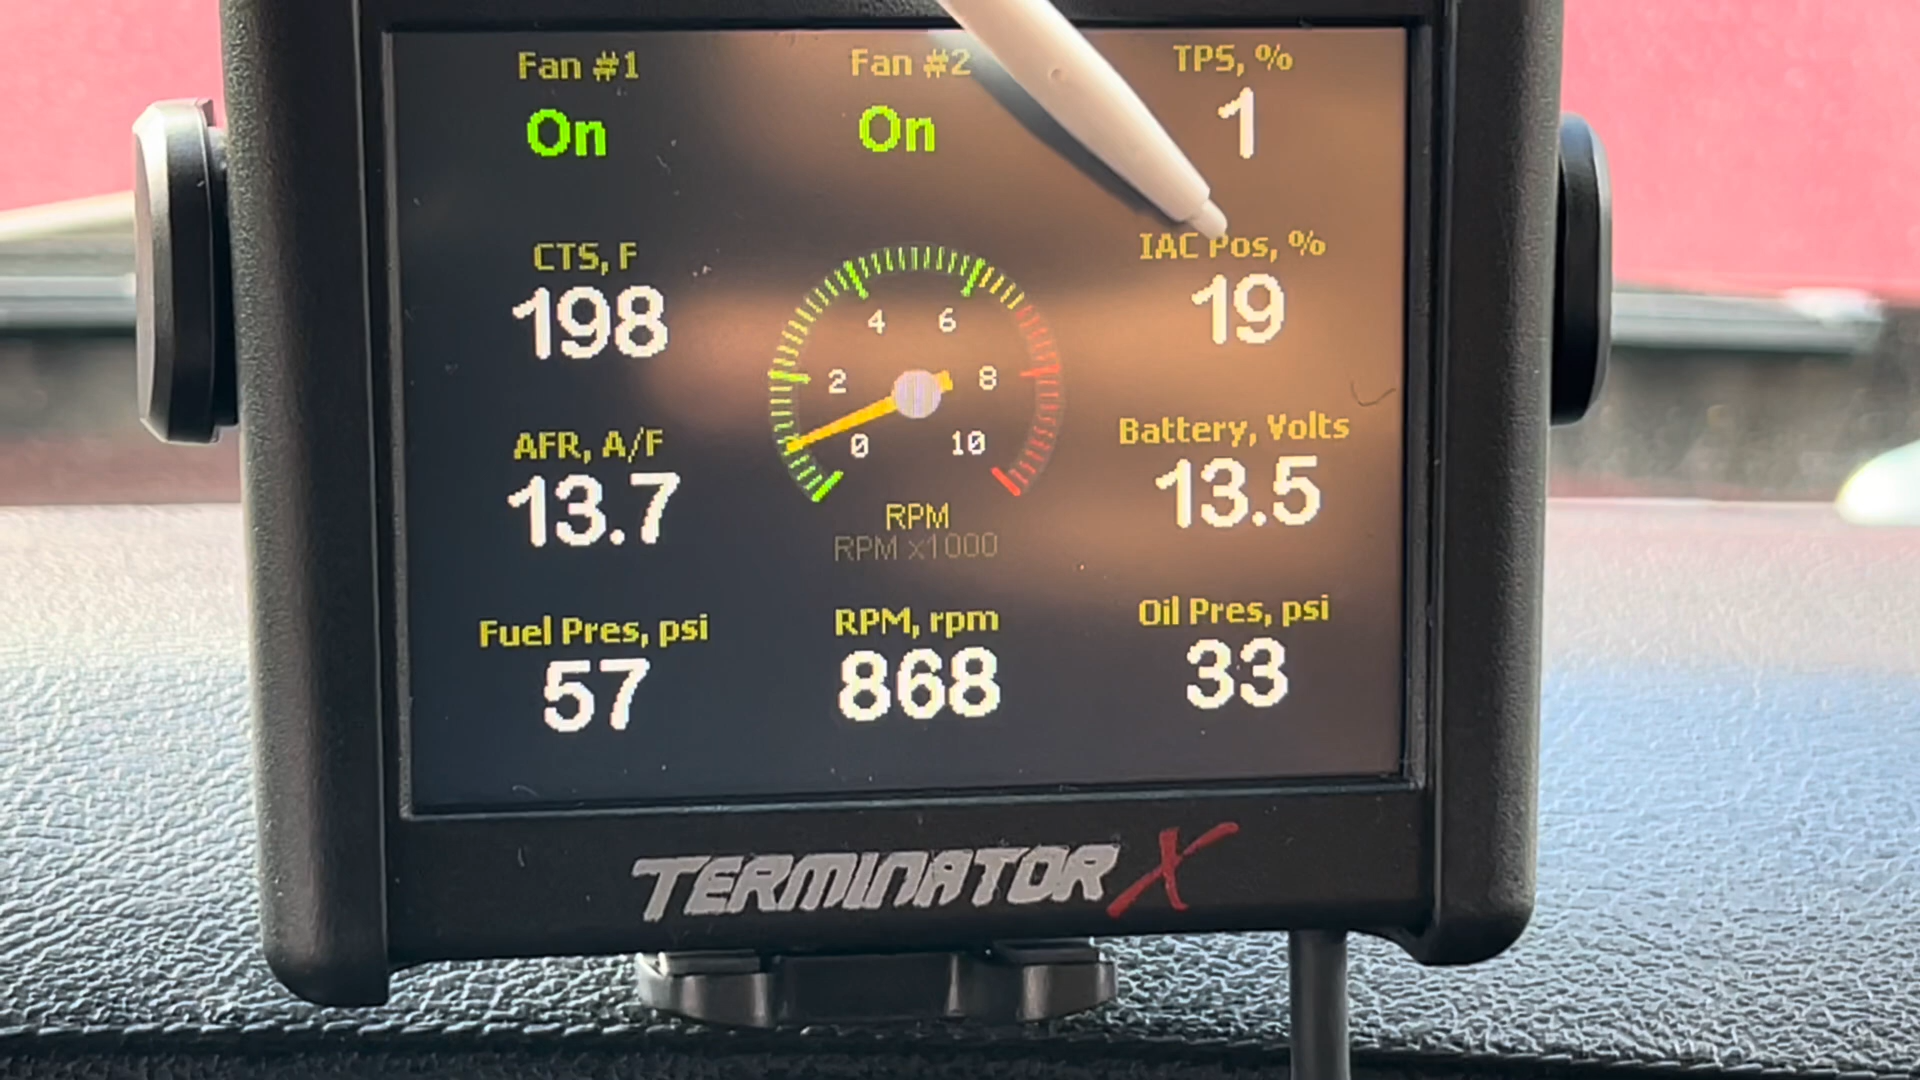 Fan #1
On
Fan #2
On
TPS, %
1
CTS, F
198
IAC Pos, %
19
4
6
2
8
0
10
RPM
RPM x1000
AFR, A/F
13.7
Battery, Volts
13.5
Fuel Pres, psi
57
RPM, rpm
868
Oil Pres, psi
33
TERMINATOR X